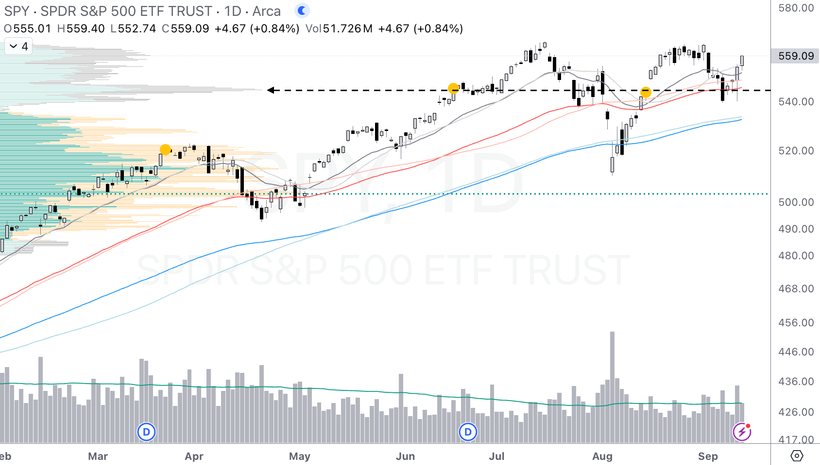 SPY · SPDR S&P 500 ETF TRUST · 1D · Arca
O555.01 H559.40 L552.74 C559.09 +4.67 (+0.84%) Vol51.726M +4.67 (+0.84%)
4
580.00
559.09
540.00
520.00
500.00
490.00
480.00
468.00
456.00
446.00
436.00
426.00
417.00
SPY, 1D
SPDR S&P 500 ETF TRUST
D
D
eb Mar Apr May Jun Jul Aug Sep